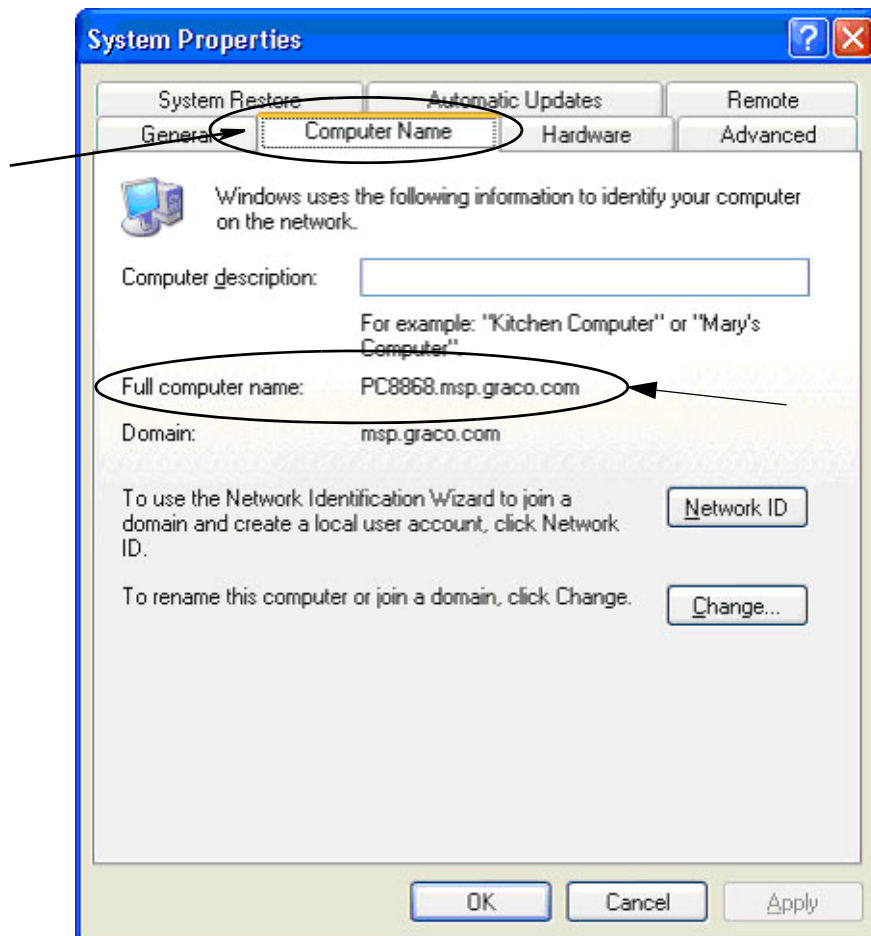 System Properties
System Restore
Automatic Updates
Remote
General
Computer Name
Hardware
Advanced
Windows uses the following information to identify your computer
on the network.
Computer description:
For example: "Kitchen Computer" or "Mary's
Computer".
Full computer name: PC8868.msp.graco.com
Domain: msp.graco.com
To use the Network Identification Wizard to join a
domain and create a local user account, click Network
ID.
Network ID
To rename this computer or join a domain, click Change.
Change...
OK
Cancel
Apply